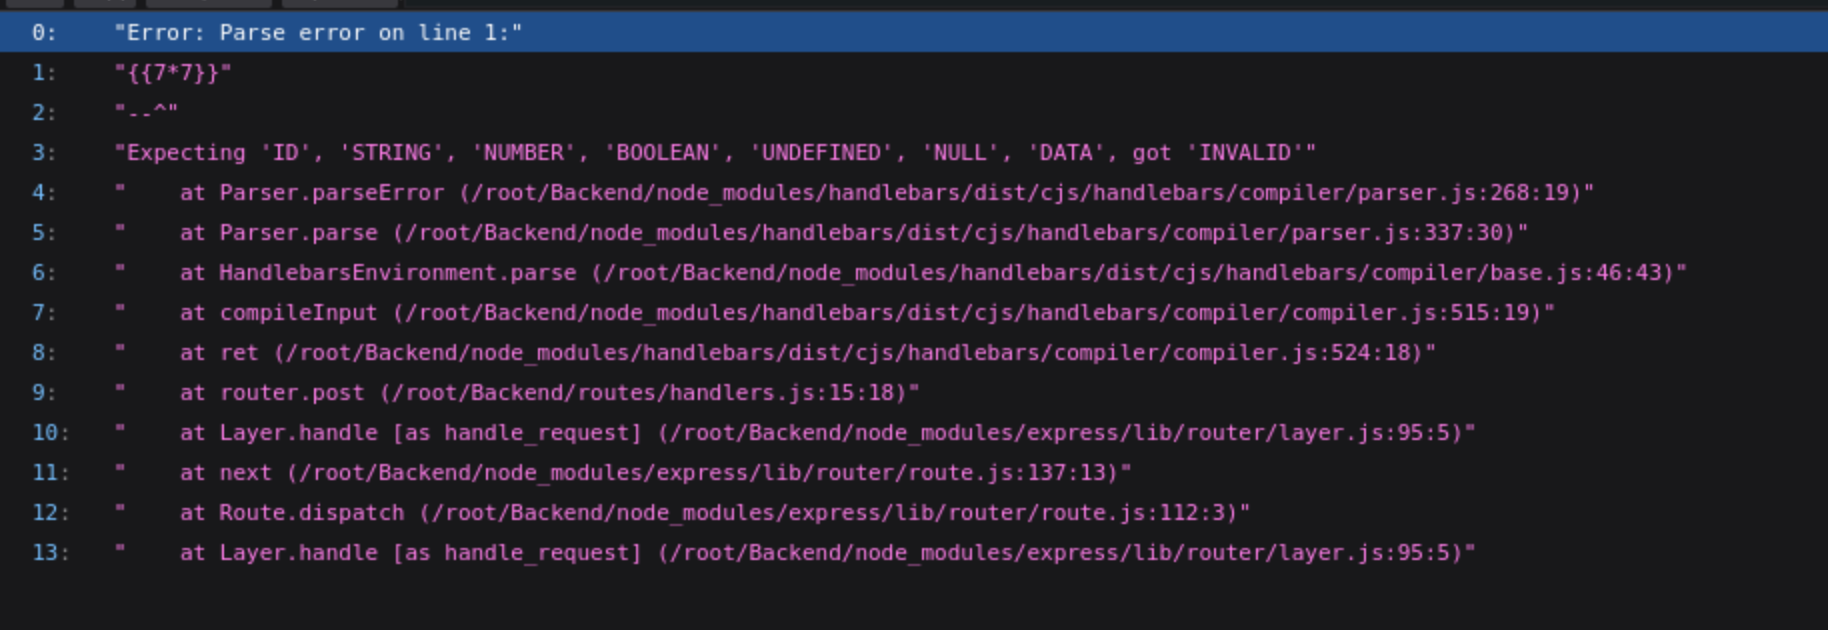 0: "Error: Parse error on line 1:"
1: "{{7*7}}"
2: "--^"
3: "Expecting 'ID', 'STRING', 'NUMBER', 'BOOLEAN', 'UNDEFINED', 'NULL', 'DATA', got 'INVALID'"
4: "    at Parser.parseError (/root/Backend/node_modules/handlebars/dist/cjs/handlebars/compiler/parser.js:268:19)"
5: "    at Parser.parse (/root/Backend/node_modules/handlebars/dist/cjs/handlebars/compiler/parser.js:337:30)"
6: "    at HandlebarsEnvironment.parse (/root/Backend/node_modules/handlebars/dist/cjs/handlebars/compiler/base.js:46:43)"
7: "    at compileInput (/root/Backend/node_modules/handlebars/dist/cjs/handlebars/compiler/compiler.js:515:19)"
8: "    at ret (/root/Backend/node_modules/handlebars/dist/cjs/handlebars/compiler/compiler.js:524:18)"
9: "    at router.post (/root/Backend/routes/handlers.js:15:18)"
10: "    at Layer.handle [as handle_request] (/root/Backend/node_modules/express/lib/router/layer.js:95:5)"
11: "    at next (/root/Backend/node_modules/express/lib/router/route.js:137:13)"
12: "    at Route.dispatch (/root/Backend/node_modules/express/lib/router/route.js:112:3)"
13: "    at Layer.handle [as handle_request] (/root/Backend/node_modules/express/lib/router/layer.js:95:5)"